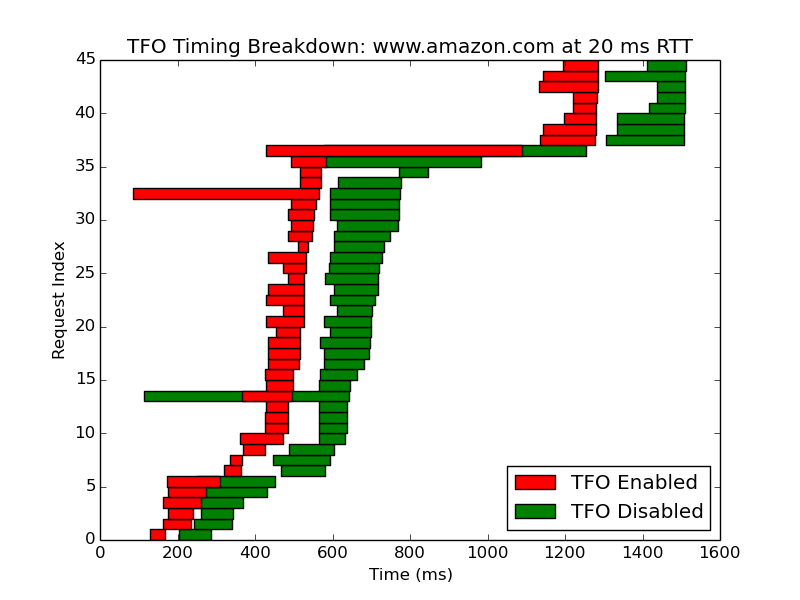 TFO Timing Breakdown: www.amazon.com at 20 ms RTT
45
40
35
30
25
20
15
10
5
0
Request Index
0 200 400 600 800 1000 1200 1400 1600
Time (ms)
TFO Enabled
TFO Disabled